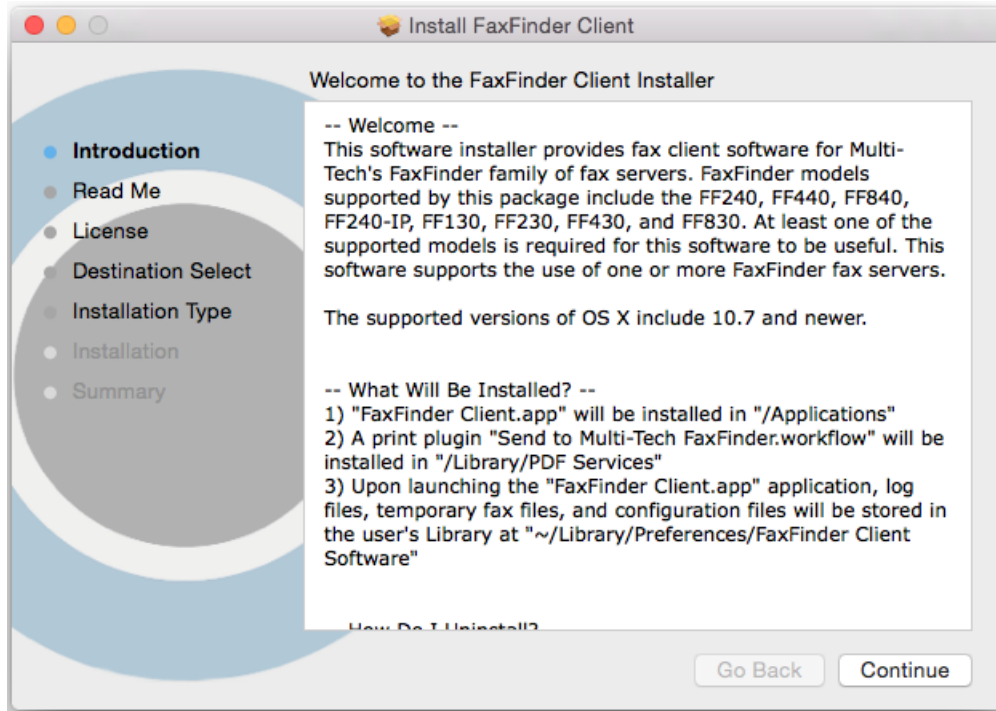 Install FaxFinder Client
Welcome to the FaxFinder Client Installer
Introduction
Read Me
License
Destination Select
Installation Type
Installation
Summary
-- Welcome --
This software installer provides fax client software for Multi-
Tech's FaxFinder family of fax servers. FaxFinder models
supported by this package include the FF240, FF440, FF840,
FF240-IP, FF130, FF230, FF430, and FF830. At least one of the
supported models is required for this software to be useful. This
software supports the use of one or more FaxFinder fax servers.
The supported versions of OS X include 10.7 and newer.
-- What Will Be Installed? --
1) "FaxFinder Client.app" will be installed in "/Applications"
2) A print plugin "Send to Multi-Tech FaxFinder.workflow" will be
installed in "/Library/PDF Services"
3) Upon launching the "FaxFinder Client.app" application, log
files, temporary fax files, and configuration files will be stored in
the user's Library at "~/Library/Preferences/FaxFinder Client
Software"
How Do I Uninstall?
Go Back
Continue